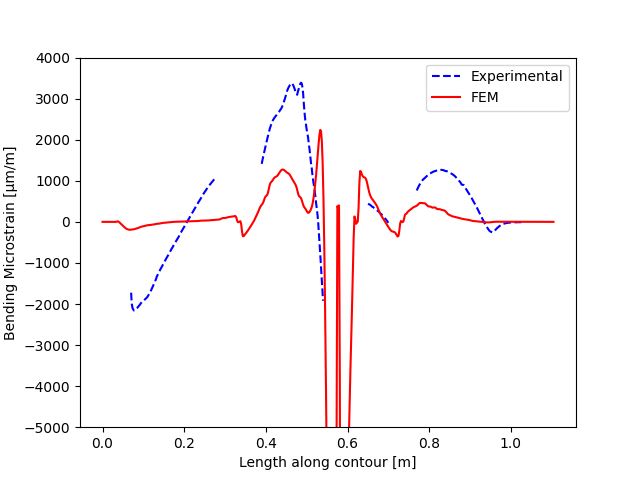 4000
3000
2000
1000
0
−1000
−2000
−3000
−4000
−5000
0.0 0.2 0.4 0.6 0.8 1.0
Length along contour [m]
Bending Microstrain [μm/m]
Experimental
FEM